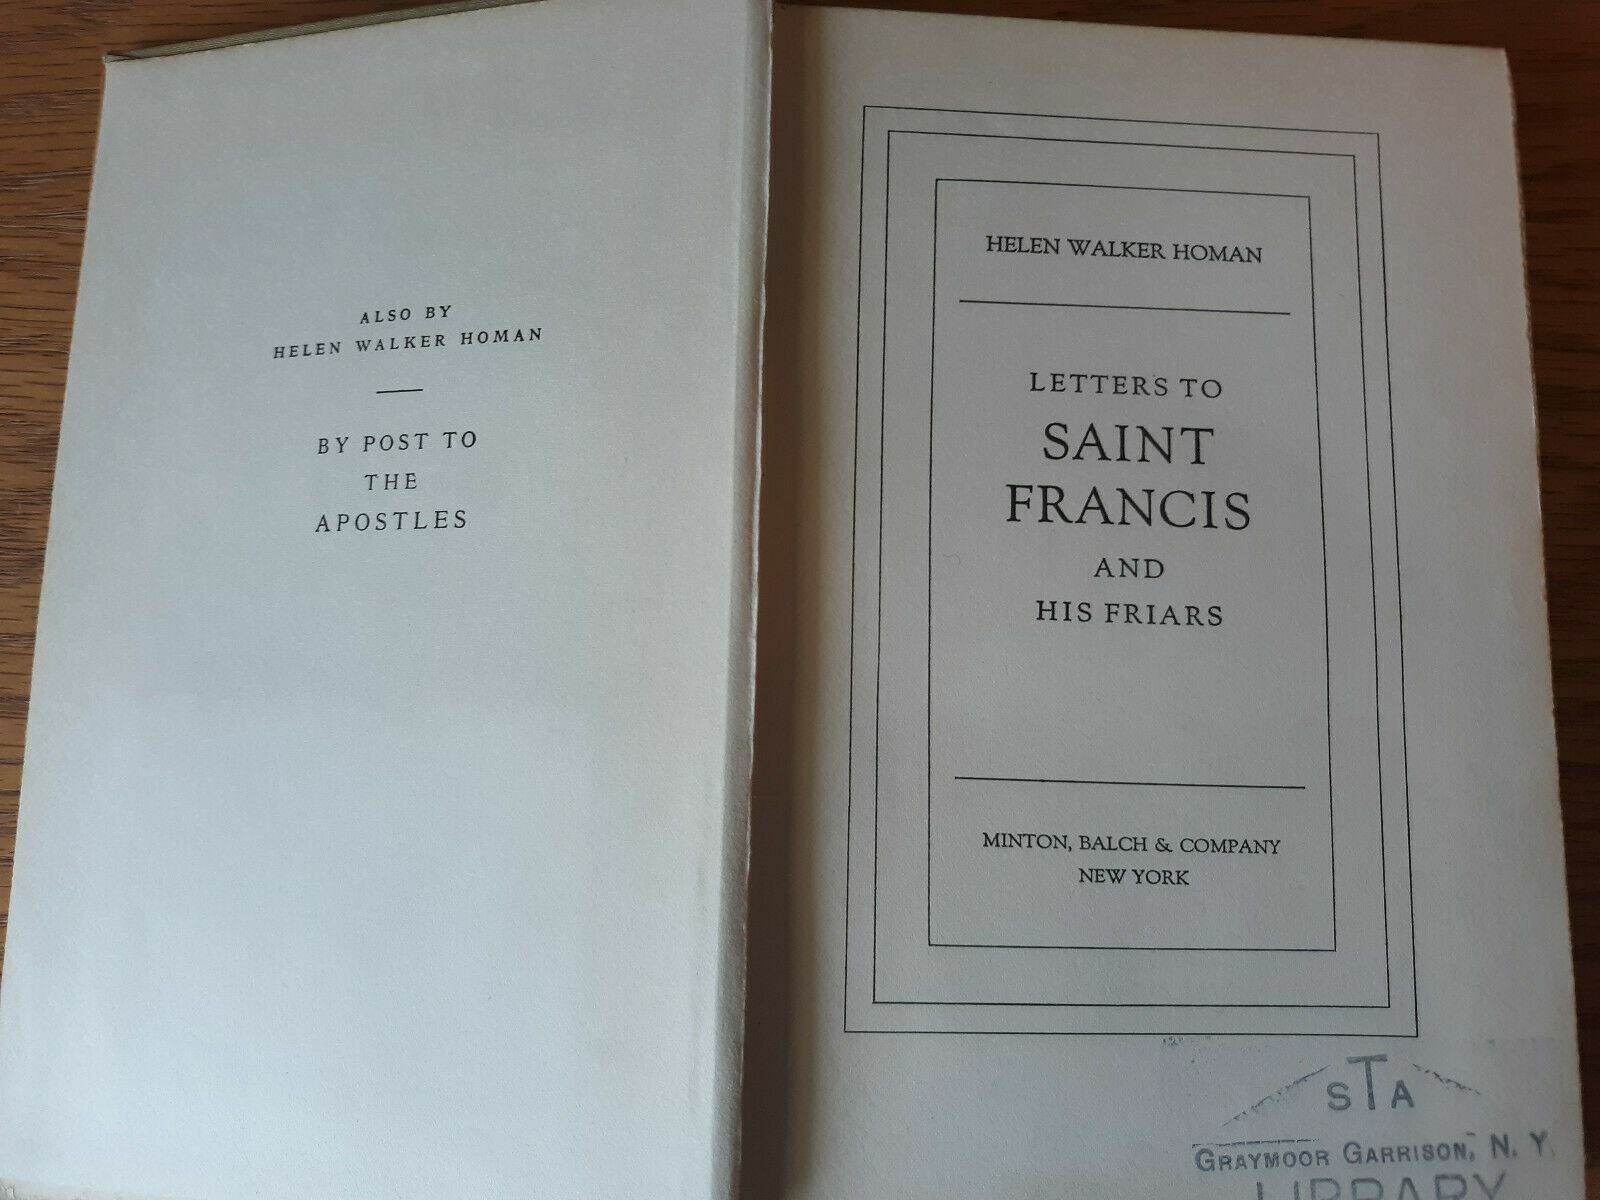 ALSO BY
HELEN WALKER HOMAN
BY POST TO
THE
APOSTLES
HELEN WALKER HOMAN
LETTERS TO
SAINT
FRANCIS
AND
HIS FRIARS
MINTON, BALCH & COMPANY
NEW YORK
STA
GRAYMOOR GARRISON, N. Y.
LIBRARY